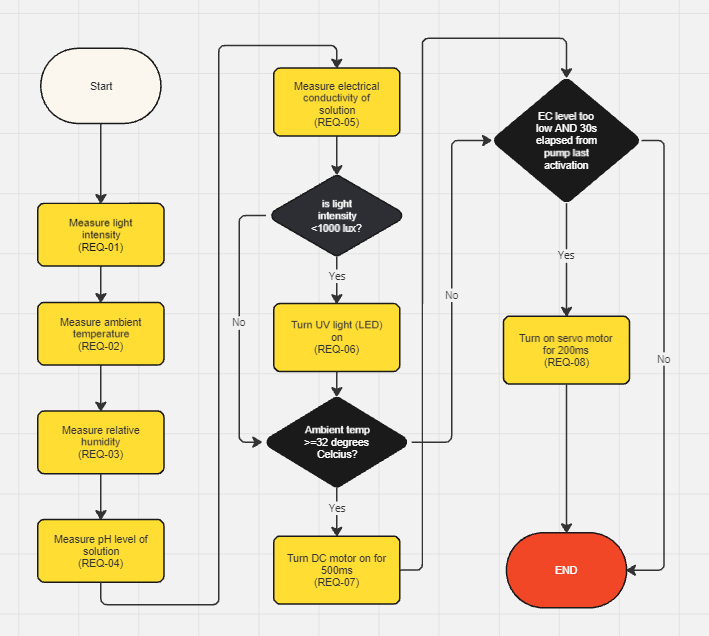 Start
Measure light
intensity
(REQ-01)
Measure ambient
temperature
(REQ-02)
Measure relative
humidity
(REQ-03)
Measure pH level of
solution
(REQ-04)
Measure electrical
conductivity of
solution
(REQ-05)
is light
intensity
<1000 lux?
Yes
No
Turn UV light (LED)
on
(REQ-06)
Ambient temp
>=32 degrees
Celcius?
No
Yes
Turn DC motor on for
500ms
(REQ-07)
EC level too
low AND 30s
elapsed from
pump last
activation
Yes
No
Turn on servo motor
for 200ms
(REQ-08)
END